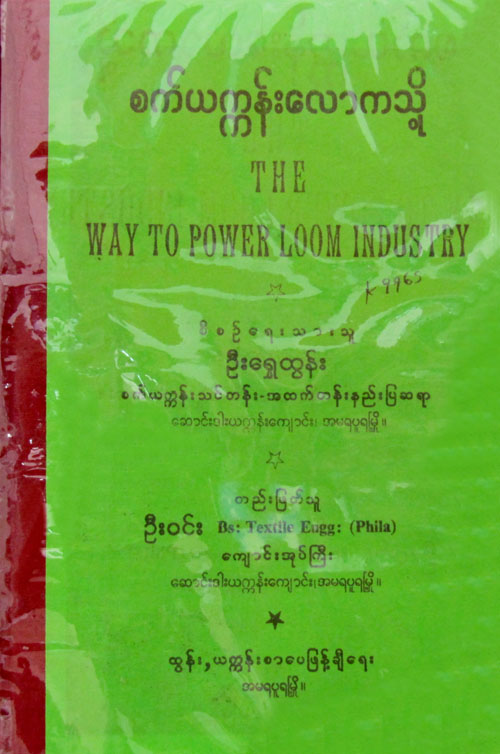 စက်ယက္ကန်းလောကသို့
THE
WAY TO POWER LOOM INDUSTRY
စီစဉ်ရေးသားသူ
ဦးရွှေထွန်း
စက်ယက္ကန်းသင်တန်း-အထက်တန်းနည်းပြဆရာ
ဆောင်းဒါးယက္ကန်းကျောင်း၊ အမရပူရမြို့။
တည်းဖြတ်သူ
ဦးဝင်း Bs: Textile Eugg: (Phila)
ကျောင်းအုပ်ကြီး
ဆောင်းဒါးယက္ကန်းကျောင်း၊အမရပူရမြို့။
ထွန်း,ယက္ကန်းစာပေဖြန့်ချီရေး
အမရပူရမြို့။